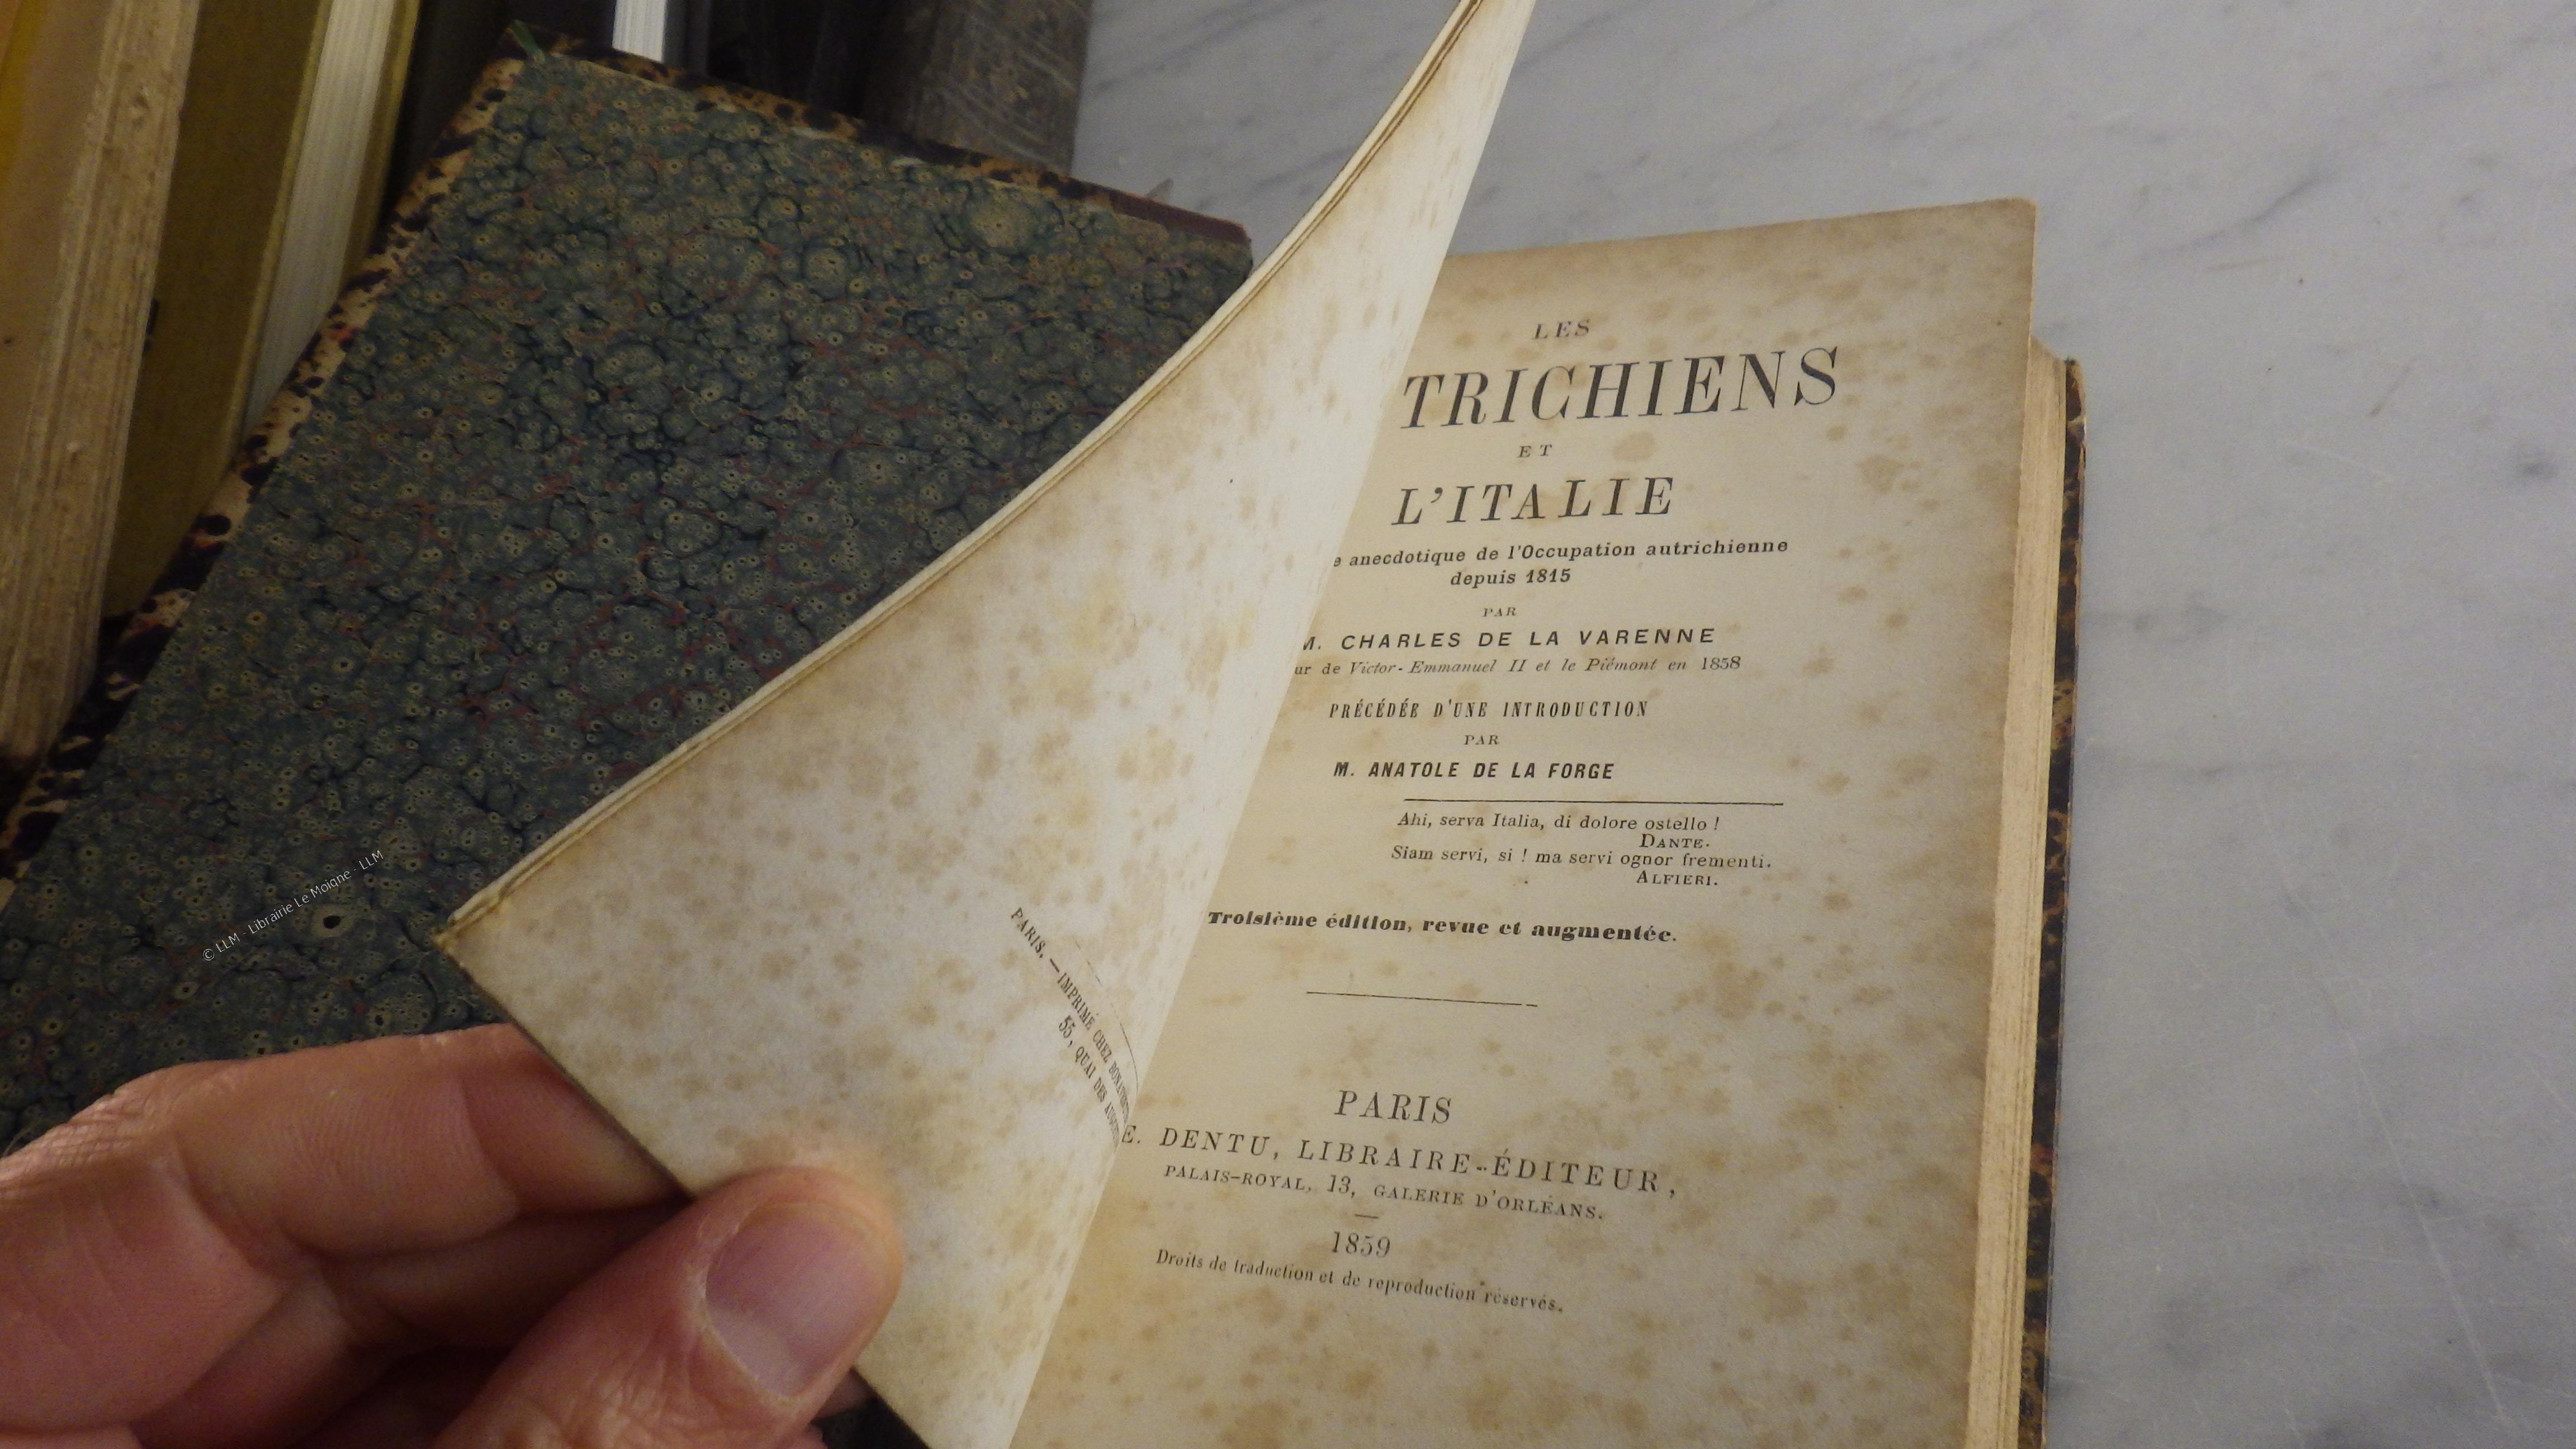 LES
TRICHIENS
ET
L'ITALIE
e anecdotique de l'Occupation autrichienne
depuis 1815
PAR
M. CHARLES DE LA VARENNE
ur de Victor-Emmanuel II et le Piémont en 1858
PRÉCÉDÉE D'UNE INTRODUCTION
PAR
M. ANATOLE DE LA FORGE
Ahi, serva Italia, di dolore ostello !
DANTE.
Siam servi, si ! ma servi ognor frementi.
ALFIERI.
Troisième édition, revue et augmentée.
PARIS
E. DENTU, LIBRAIRE-ÉDITEUR,
PALAIS-ROYAL, 13, GALERIE D'ORLÉANS.
1859
Droits de traduction et de reproduction réservés.
PARIS. — IMPRIMÉ CHEZ
55, QUAI DES
© LLM - Librairie Le Moigne - LLM